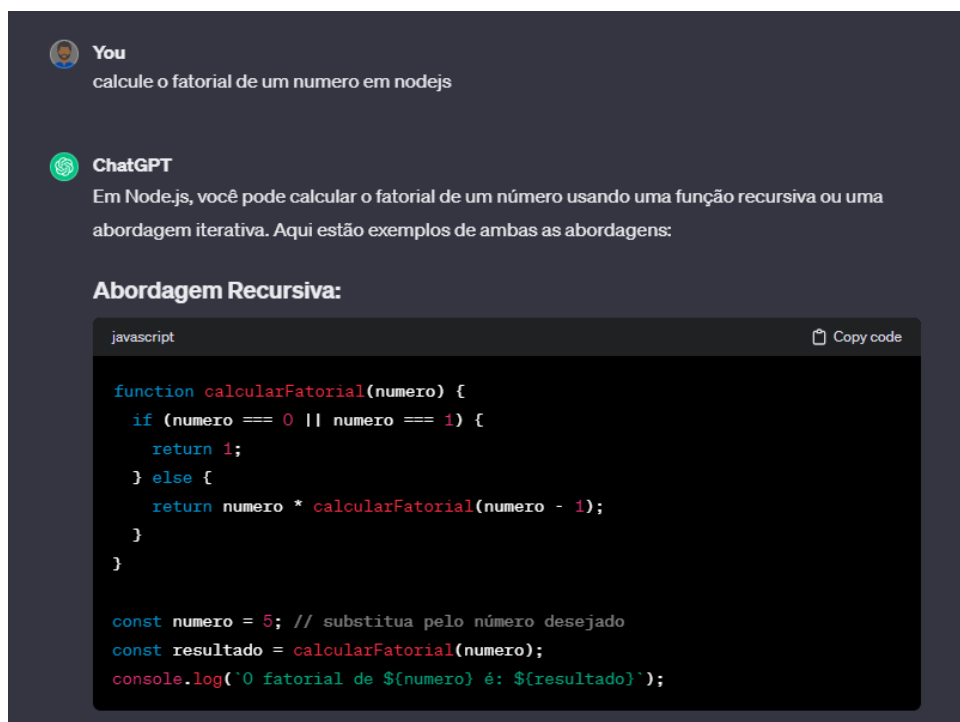 You
calcule o fatorial de um numero em nodejs
ChatGPT
Em Node.js, você pode calcular o fatorial de um número usando uma função recursiva ou uma
abordagem iterativa. Aqui estão exemplos de ambas as abordagens:
Abordagem Recursiva:
javascript Copy code
function calcularFatorial(numero) {
  if (numero === 0 || numero === 1) {
    return 1;
  } else {
    return numero * calcularFatorial(numero - 1);
  }
}
const numero = 5; // substitua pelo número desejado
const resultado = calcularFatorial(numero);
console.log(`O fatorial de ${numero} é: ${resultado}`);